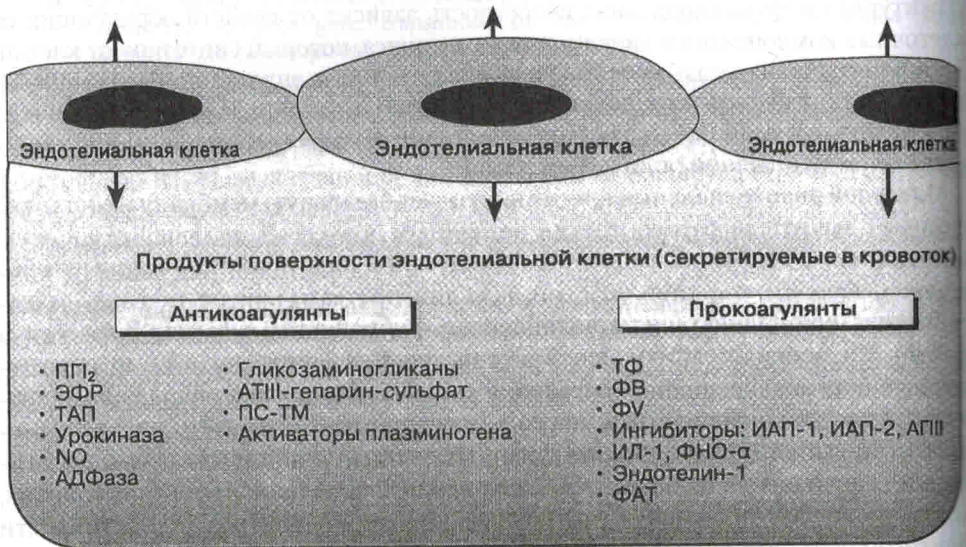 Эндотелиальная клетка
Эндотелиальная клетка
Эндотелиальная клетка
Продукты поверхности эндотелиальной клетки (секретируемые в кровоток)
Антикоагулянты
• ПГI₂
• ЭФР
• ТАП
• Урокиназа
• NO
• АДФаза
• Гликозаминогликаны
• АТIII-гепарин-сульфат
• ПС-ТМ
• Активаторы плазминогена
Прокоагулянты
• ТФ
• ФВ
• ФV
• Ингибиторы: ИАП-1, ИАП-2,
• ИЛ-1, ФНО-α
• Эндотелин-1
• ФАТ